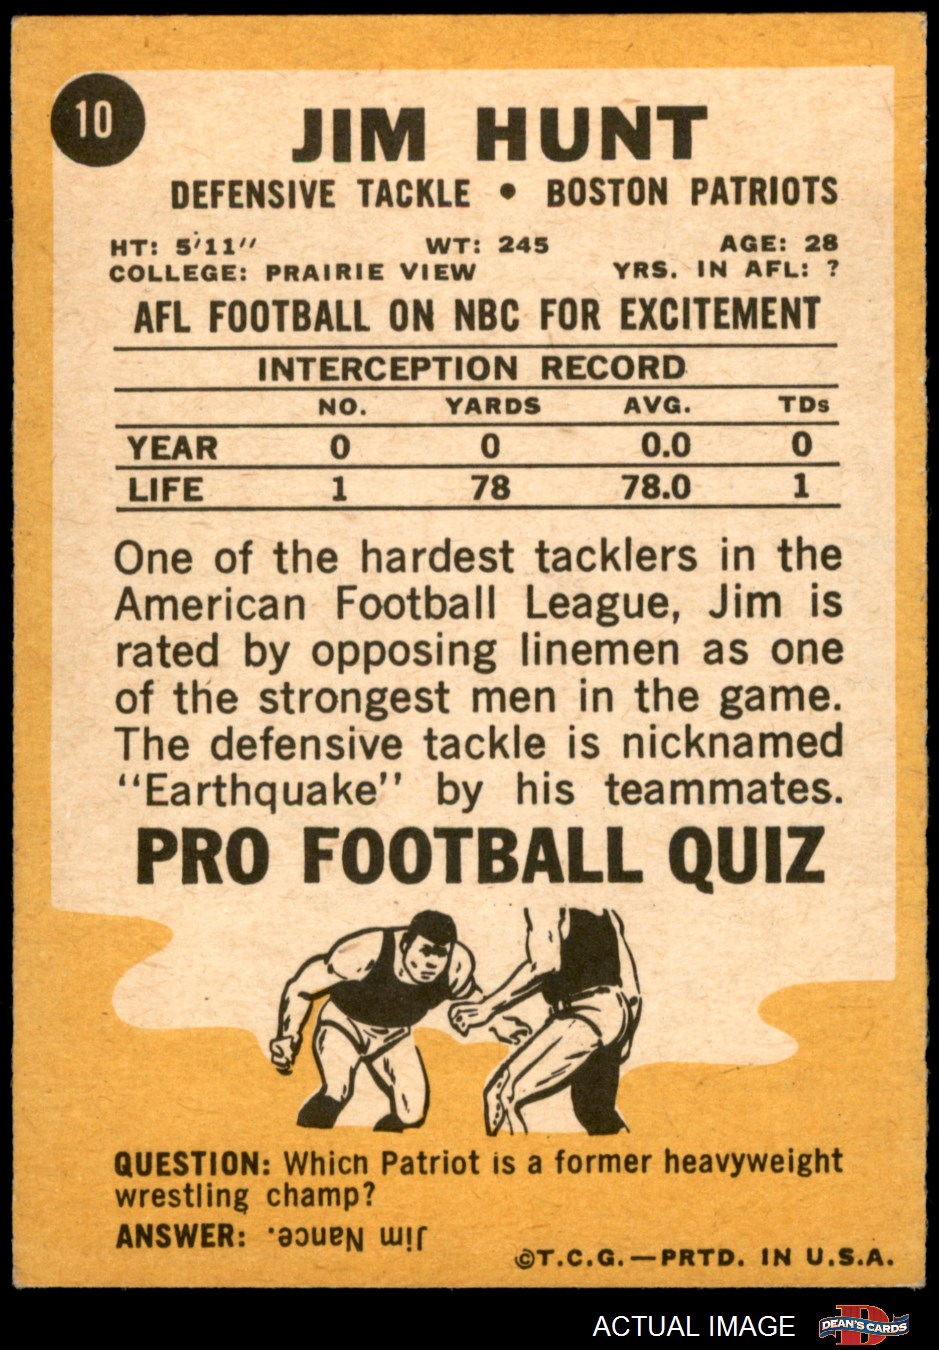 10
JIM HUNT
DEFENSIVE TACKLE • BOSTON PATRIOTS
HT: 5'11" WT: 245 AGE: 28
COLLEGE: PRAIRIE VIEW YRS. IN AFL: ?
AFL FOOTBALL ON NBC FOR EXCITEMENT
INTERCEPTION RECORD
NO. YARDS AVG. TDs
YEAR 0 0 0.0 0
LIFE 1 78 78.0 1
One of the hardest tacklers in the
American Football League, Jim is
rated by opposing linemen as one
of the strongest men in the game.
The defensive tackle is nicknamed
"Earthquake" by his teammates.
PRO FOOTBALL QUIZ
QUESTION: Which Patriot is a former heavyweight
wrestling champ?
ANSWER: Jim Nance.
©T.C.G.—PRTD. IN U.S.A.
ACTUAL IMAGE
D
DEAN'S CARDS